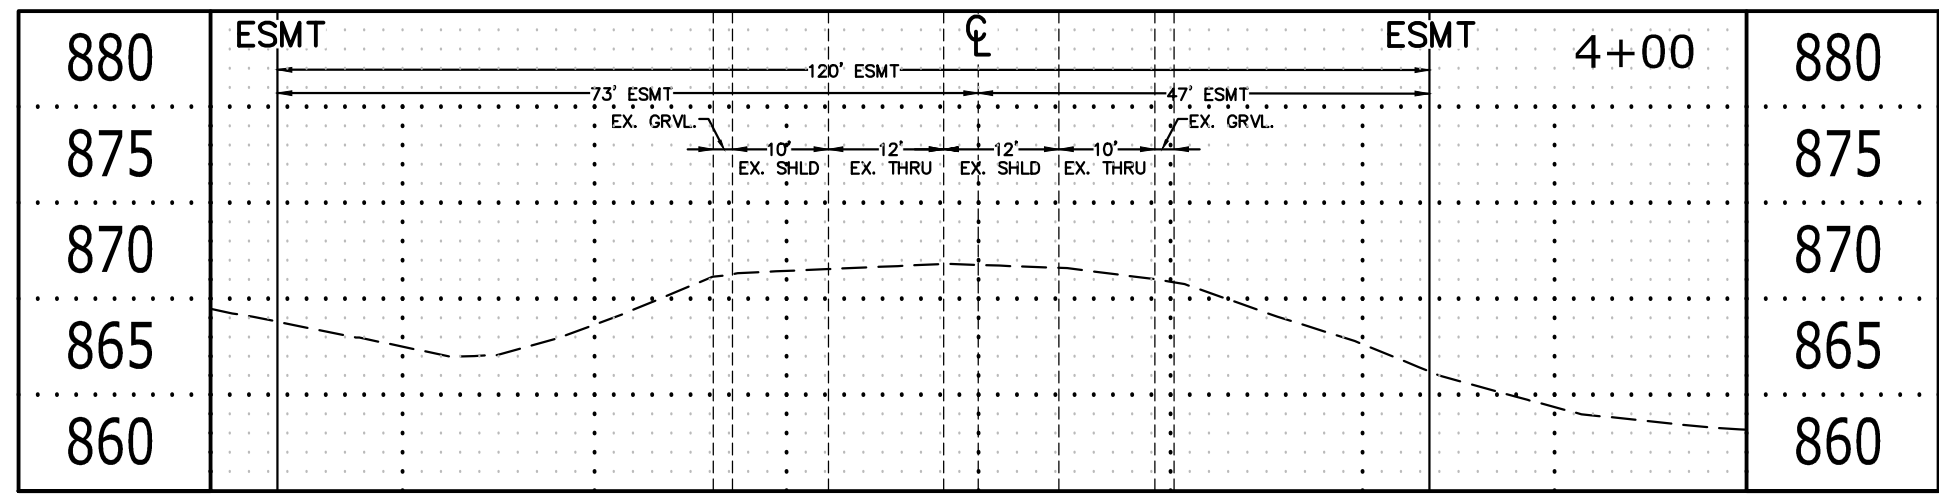 ESMT ℄ ESMT
880 4+00 880
120' ESMT
73' ESMT 47' ESMT
EX. GRVL. EX. GRVL.
875 10' 12' 12' 10' 875
EX. SHLD EX. THRU EX. SHLD EX. THRU
870 870
865 865
860 860